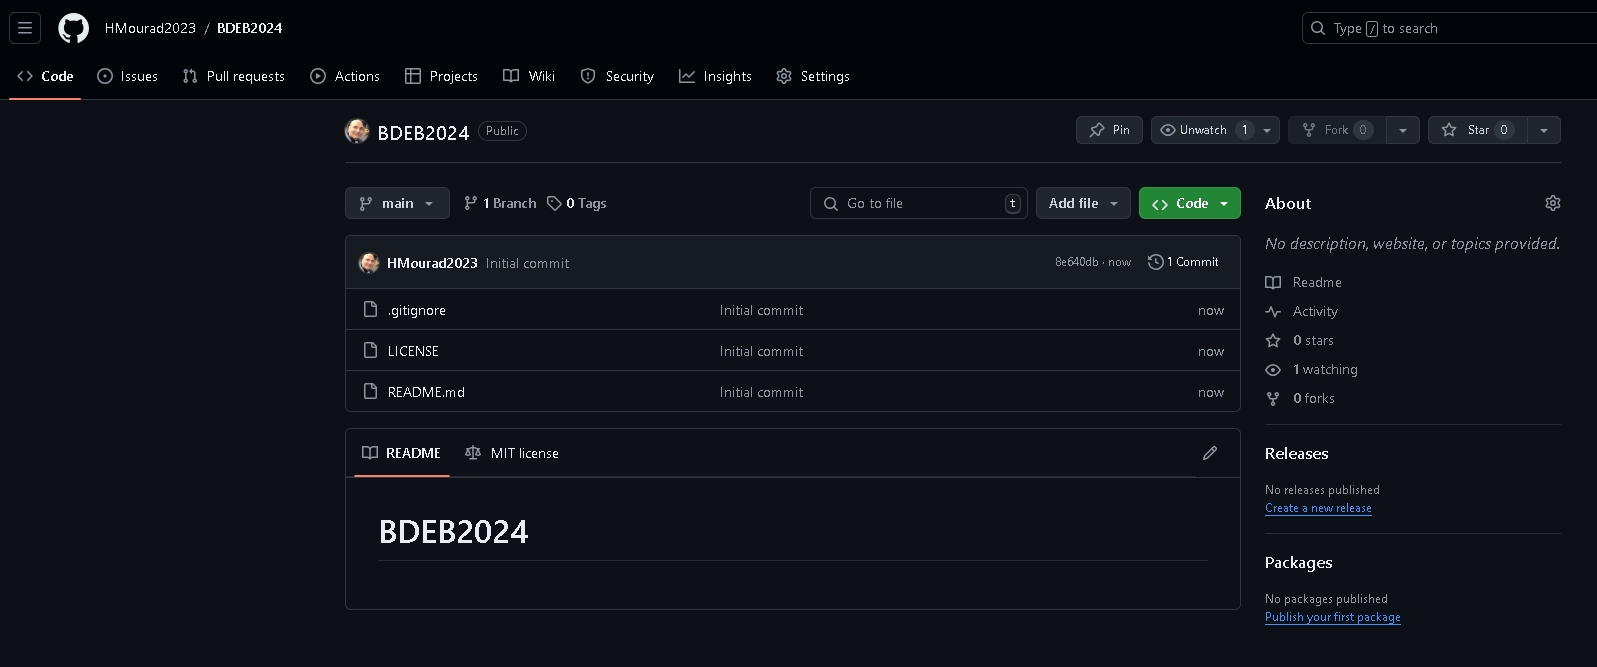 HMourad2023 / BDEB2024
Type / to search
Code Issues Pull requests Actions Projects Wiki Security Insights Settings
BDEB2024 Public
Pin Unwatch 1 Fork 0 Star 0
main 1 Branch 0 Tags Go to file t Add file Code
HMourad2023 Initial commit 8e640db · now 1 Commit
.gitignore Initial commit now
LICENSE Initial commit now
README.md Initial commit now
README MIT license
BDEB2024
About
No description, website, or topics provided.
Readme
Activity
0 stars
1 watching
0 forks
Releases
No releases published
Create a new release
Packages
No packages published
Publish your first package